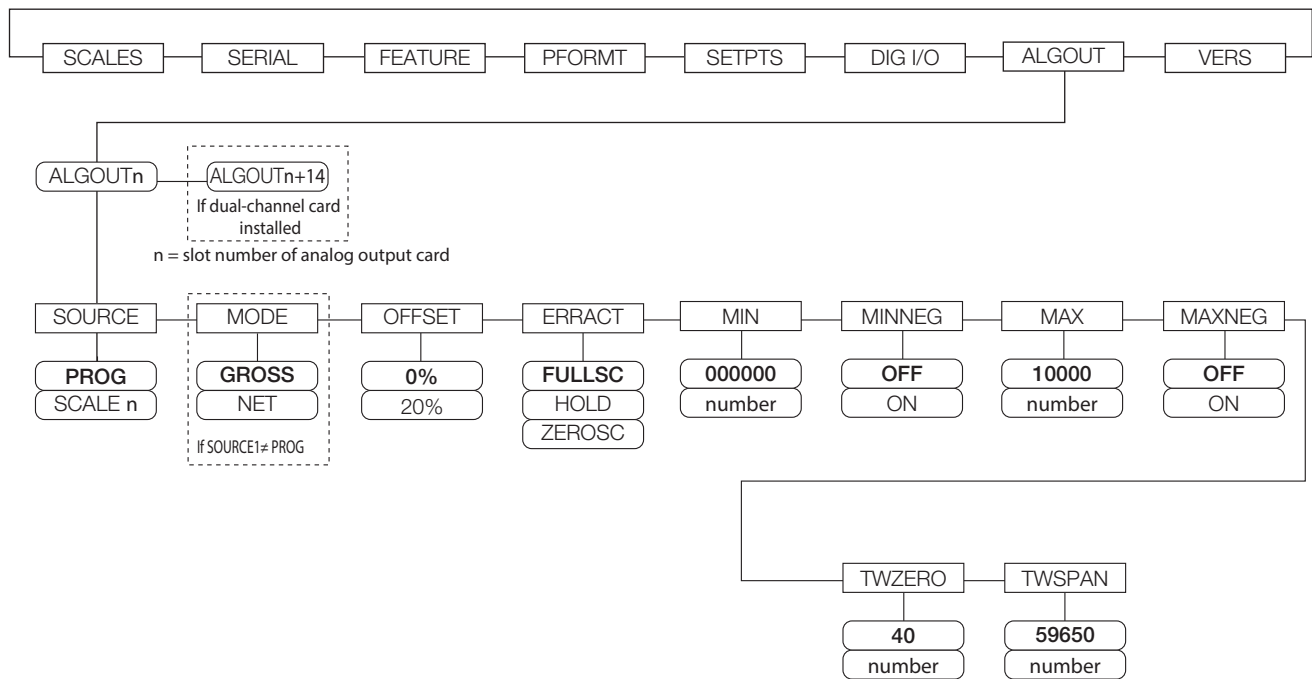 SCALES SERIAL FEATURE PFORMT SETPTS DIG I/O ALGOUT VERS
ALGOUTn ALGOUTn+14
If dual-channel card
installed
n = slot number of analog output card
SOURCE MODE OFFSET ERRACT MIN MINNEG MAX MAXNEG
PROG GROSS 0% FULLSC 000000 OFF 10000 OFF
SCALE n NET 20% HOLD number ON number ON
ZEROSC
If SOURCE1≠ PROG
TWZERO TWSPAN
40 59650
number number